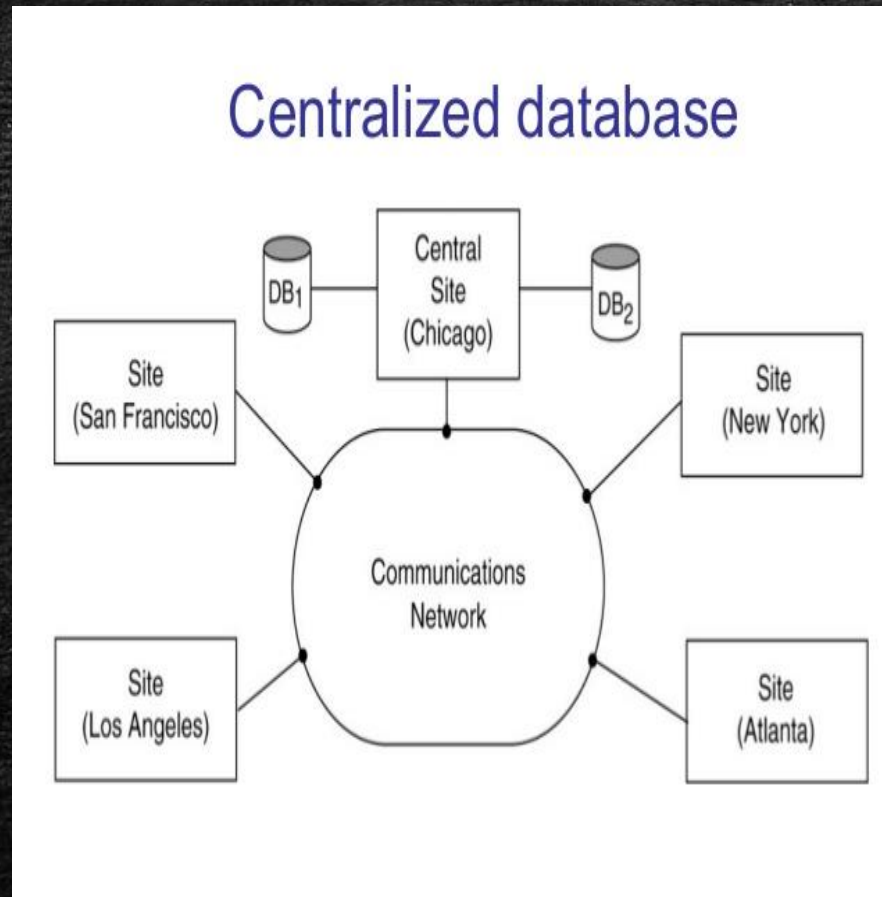 Centralized database
Central
Site
(Chicago)
DB1
DB2
Site
(San Francisco)
Site
(New York)
Communications
Network
Site
(Los Angeles)
Site
(Atlanta)